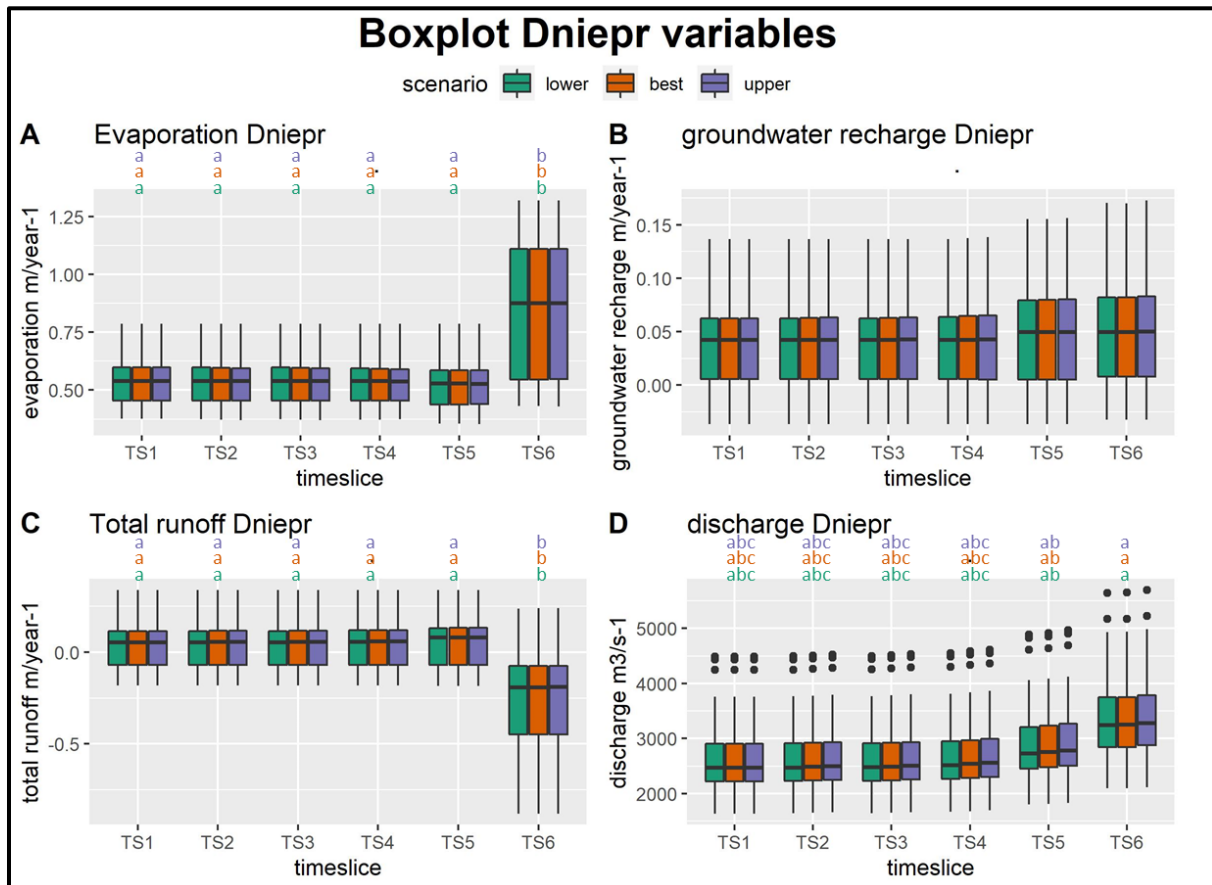 Boxplot Dniepr variables
scenario lower best upper
A Evaporation Dniepr
a a a a a b
a a a a a b
a a a a a b
evaporation m/year-1
1.25
1.00
0.75
0.50
TS1 TS2 TS3 TS4 TS5 TS6
timeslice
B groundwater recharge Dniepr
groundwater recharge m/year-1
0.15
0.10
0.05
0.00
TS1 TS2 TS3 TS4 TS5 TS6
timeslice
C Total runoff Dniepr
a a a a a b
a a a a a b
a a a a a b
total runoff m/year-1
0.0
-0.5
TS1 TS2 TS3 TS4 TS5 TS6
timeslice
D discharge Dniepr
abc abc abc abc ab a
abc abc abc abc ab a
abc abc abc abc ab a
discharge m3/s-1
5000
4000
3000
2000
TS1 TS2 TS3 TS4 TS5 TS6
timeslice